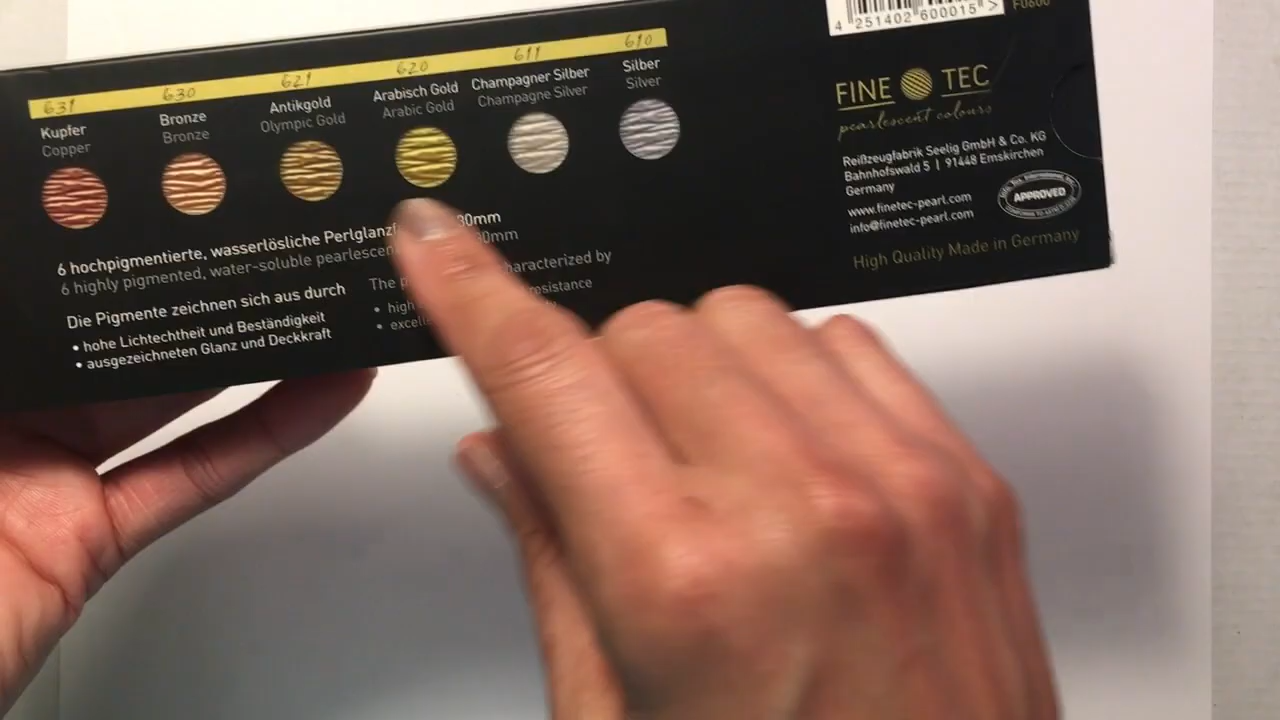 631 630 621 620 611 610
Kupfer
Copper
Bronze
Bronze
Antikgold
Olympic Gold
Arabisch Gold
Arabic Gold
Champagner Silber
Champagne Silver
Silber
Silver
6 hochpigmentierte, wasserlösliche
6 highly pigmented, water-soluble
Die Pigmente zeichnen sich aus durch
• hohe Lichtechtheit und Beständigkeit
• ausgezeichneten Glanz und Deckkraft
The
characterized by
•
•
4 251402 600015 >
F0600
FINE TEC
pearlescent colours
Reißzeugfabrik Seelig GmbH & Co. KG
Bahnhofswald 5 | 91448 Emskirchen
Germany
www.finetec-pearl.com
info@finetec-pearl.com
APPROVED
High Quality Made in Germany